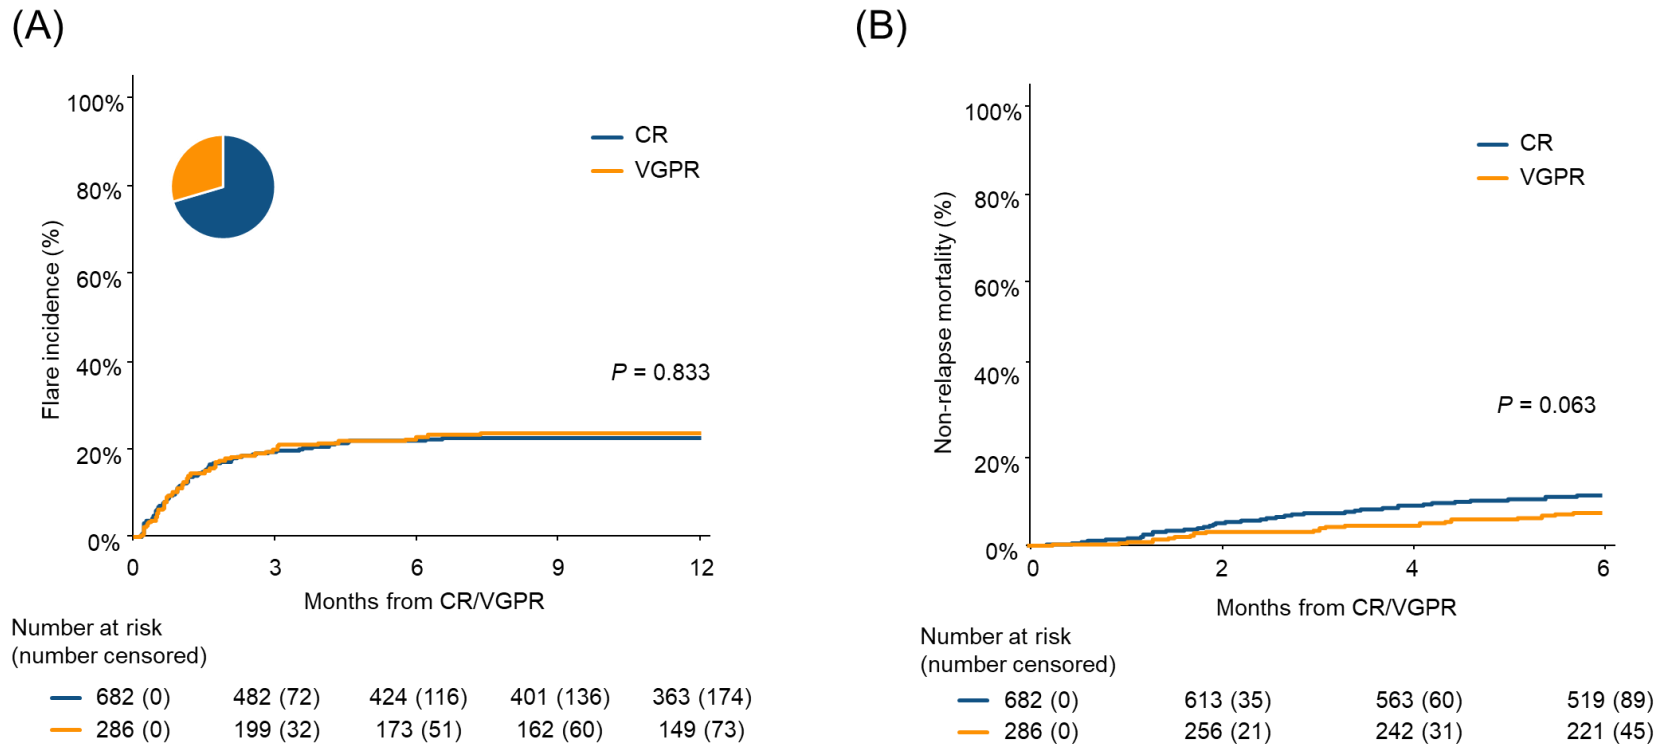 (A)
100%
80%
60%
40%
20%
0%
Flare incidence (%)
CR
VGPR
P = 0.833
0 3 6 9 12
Months from CR/VGPR
Number at risk
(number censored)
682 (0) 482 (72) 424 (116) 401 (136) 363 (174)
286 (0) 199 (32) 173 (51) 162 (60) 149 (73)
(B)
100%
80%
60%
40%
20%
0%
Non-relapse mortality (%)
CR
VGPR
P = 0.063
0 2 4 6
Months from CR/VGPR
Number at risk
(number censored)
682 (0) 613 (35) 563 (60) 519 (89)
286 (0) 256 (21) 242 (31) 221 (45)